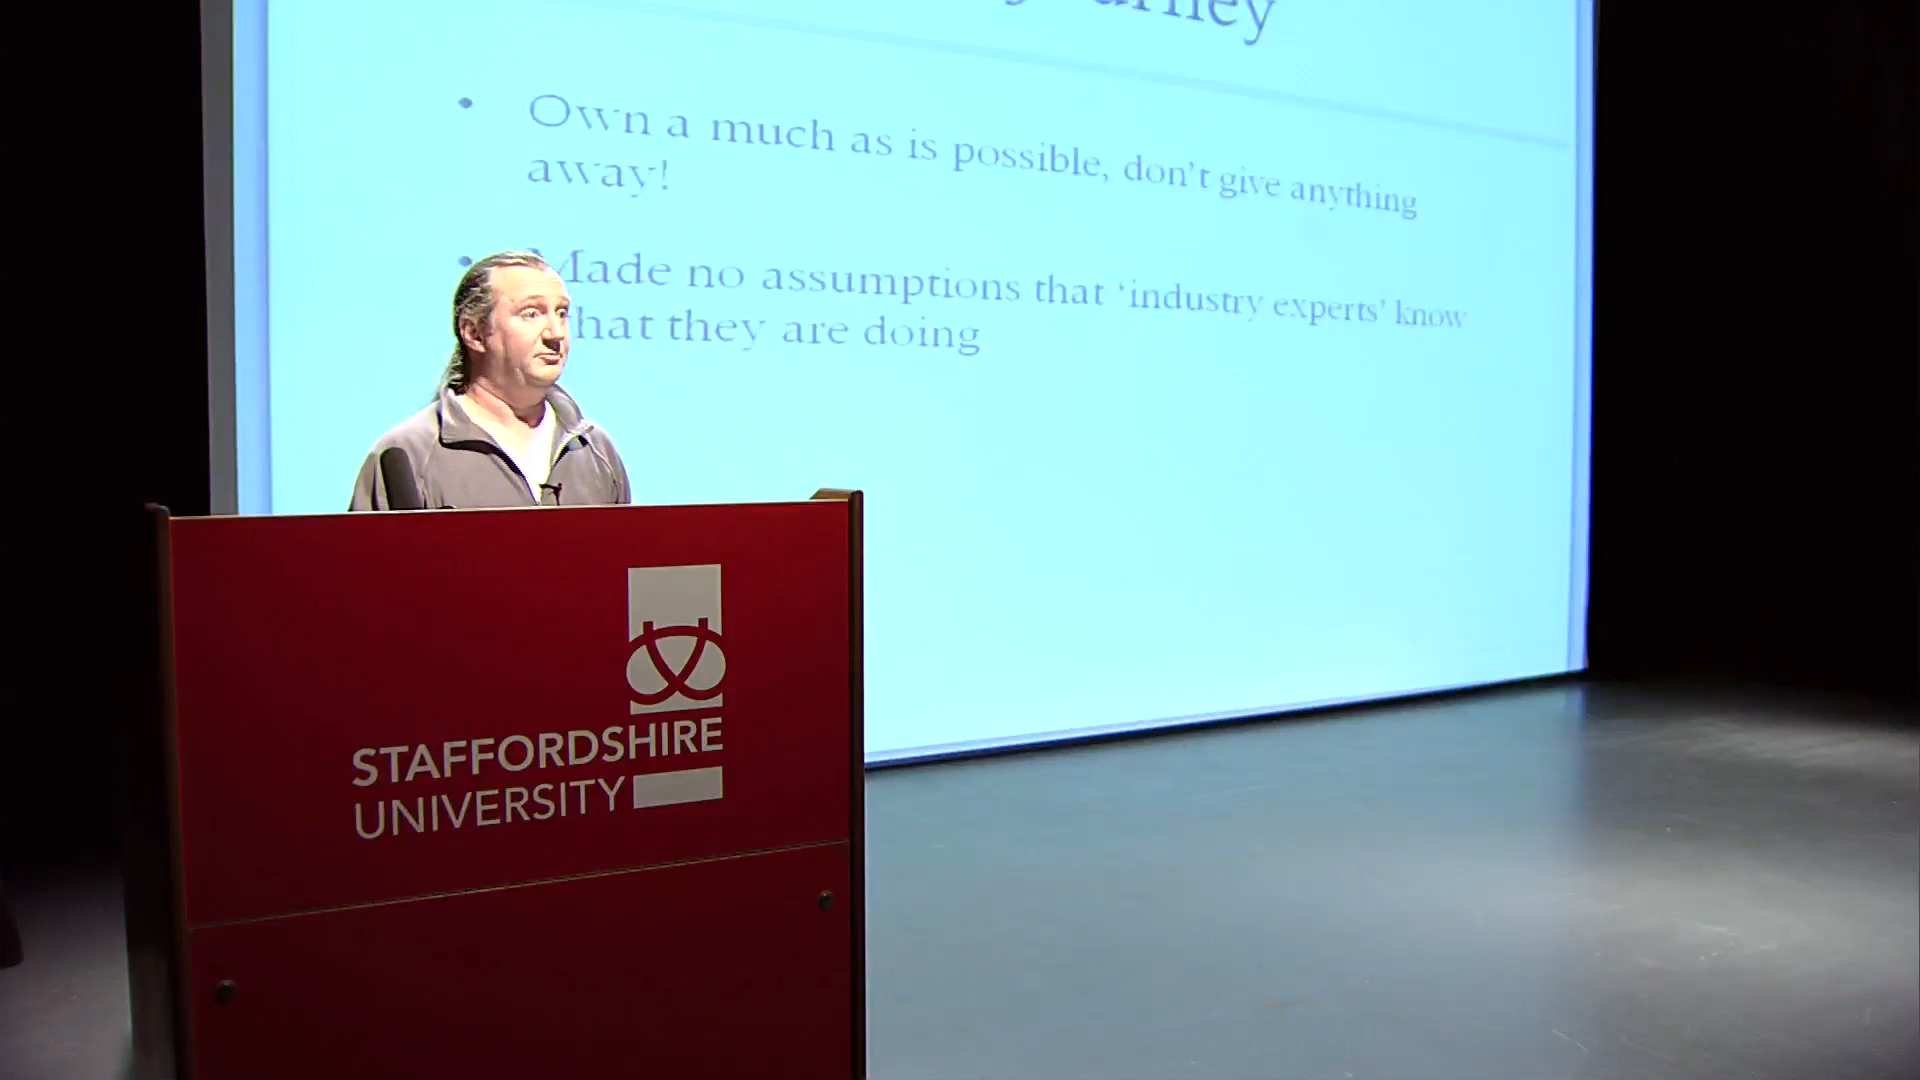 Own a much as is possible, don't give anything
away!
Made no assumptions that 'industry experts' know
hat they are doing
STAFFORDSHIRE
UNIVERSITY